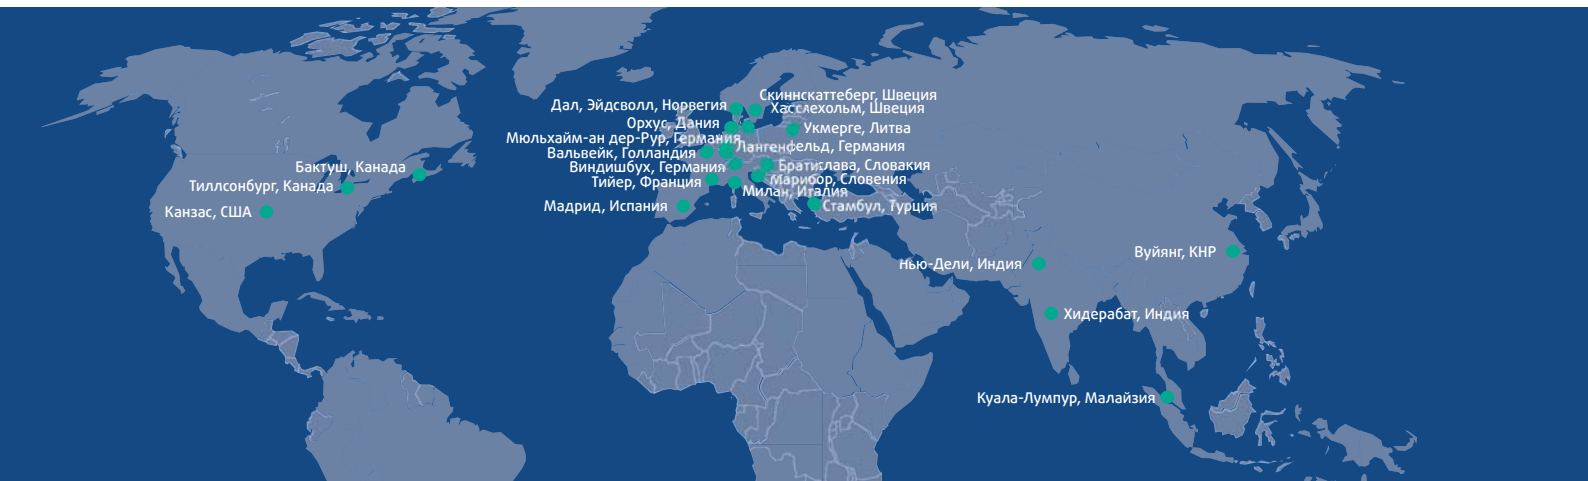 Скиннскаттеберг, Швеция
Дал, Эйдсволл, Норвегия
Хасслехольм, Швеция
Орхус, Дания
Укмерге, Литва
Мюльхайм-ан дер-Рур, Германия
Лангенфельд, Германия
Вальвейк, Голландия
Виндишбух, Германия
Братислава, Словакия
Бактуш, Канада
Тийер, Франция
Марибор, Словения
Тиллсонбург, Канада
Милан, Италия
Мадрид, Испания
Стамбул, Турция
Канзас, США
Вуйянг, КНР
Нью-Дели, Индия
Хидерабат, Индия
Куала-Лумпур, Малайзия